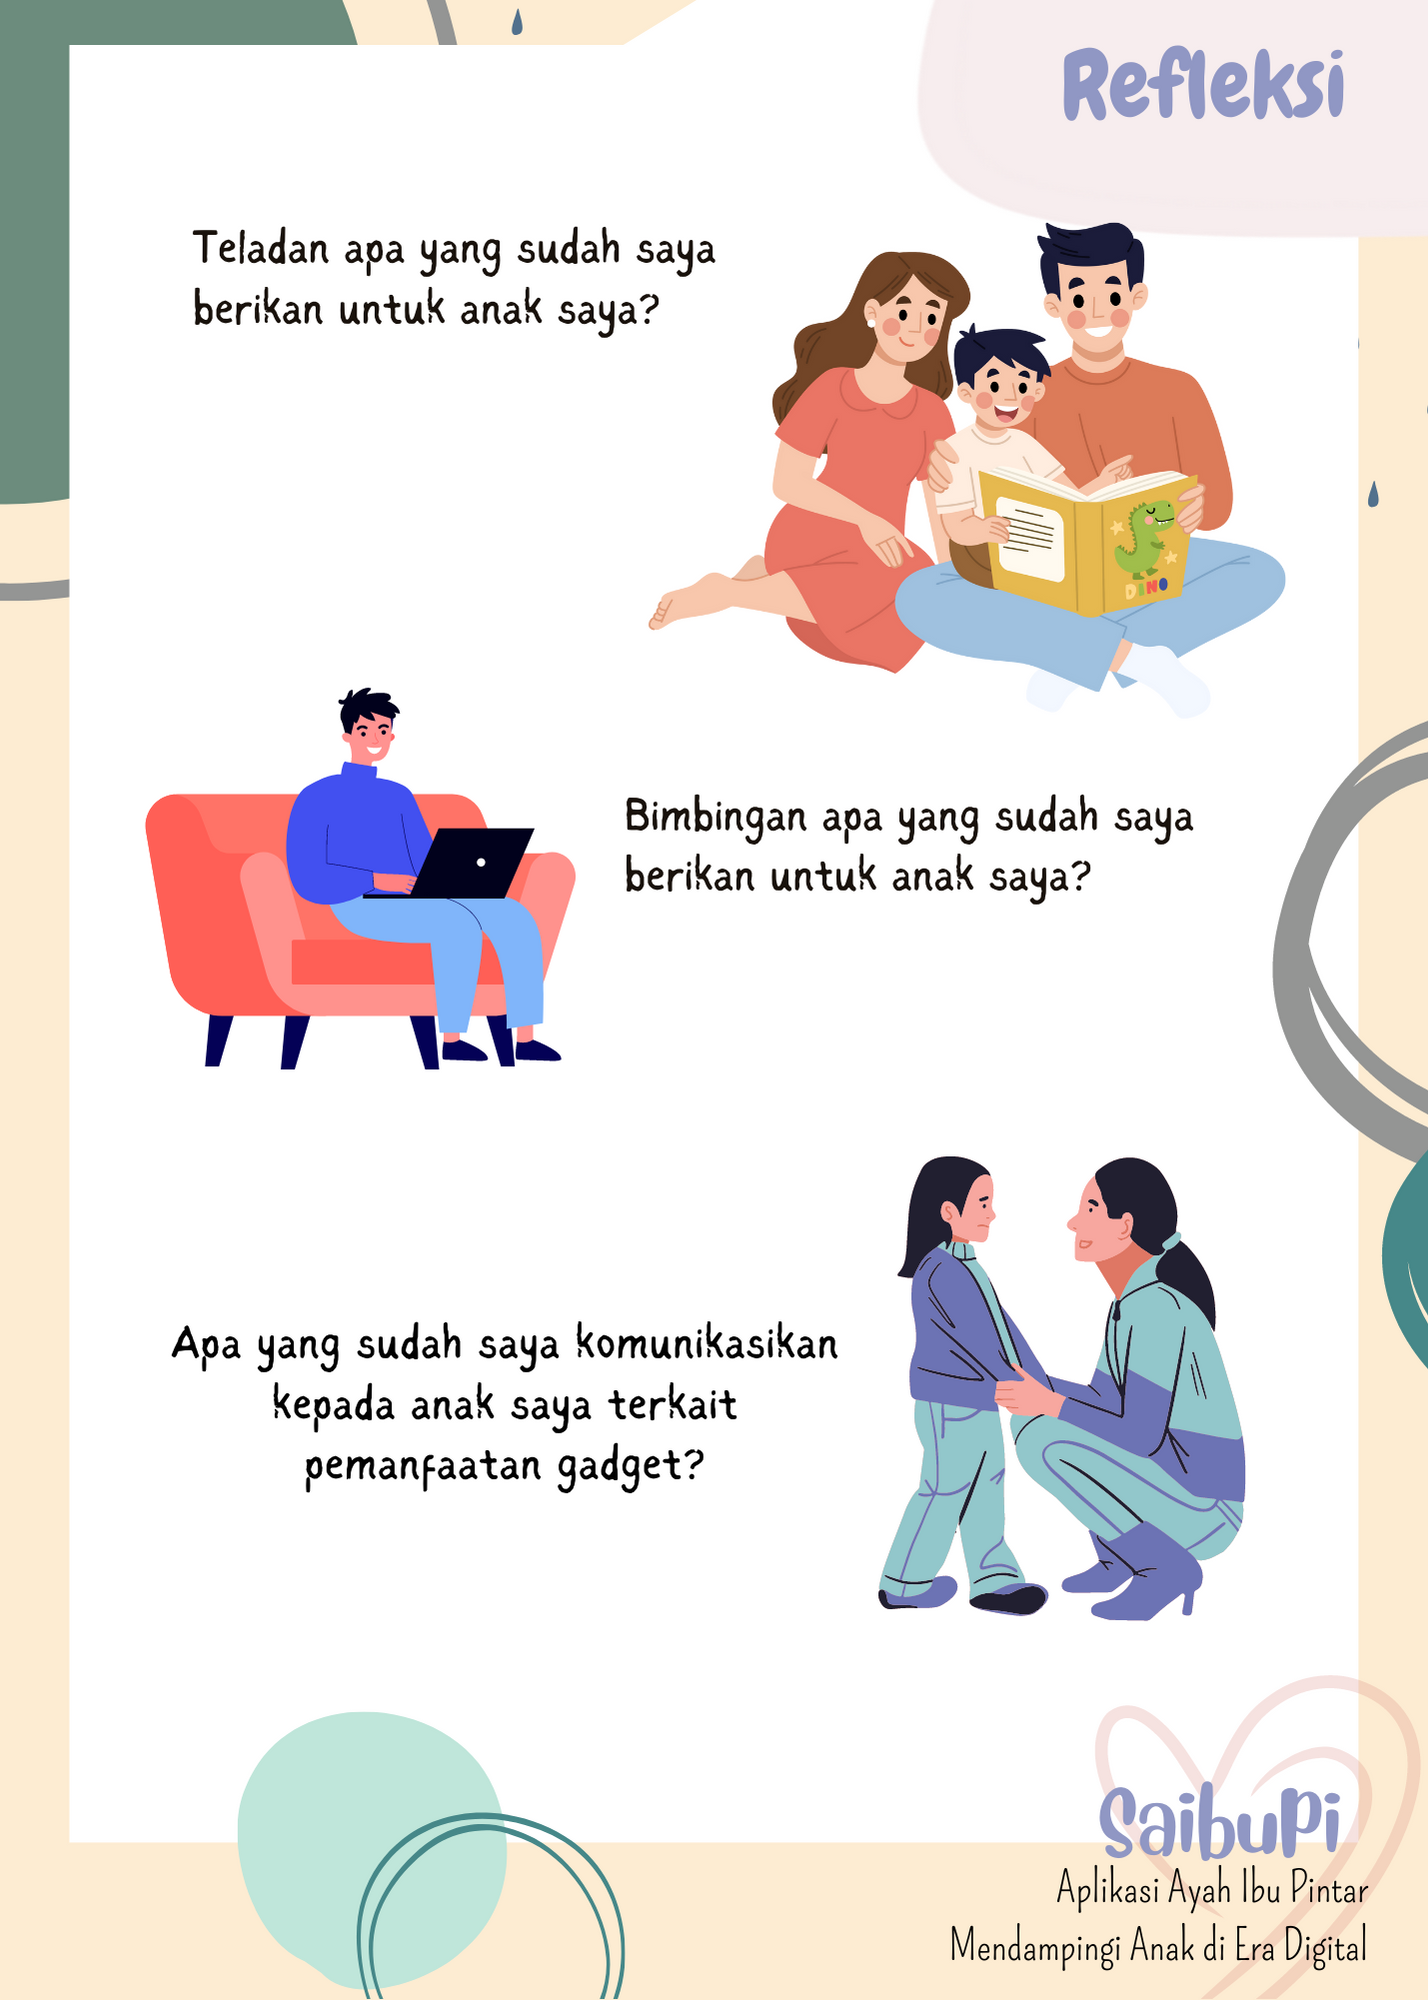 Refleksi
Teladan apa yang sudah saya
berikan untuk anak saya?
DINO
Bimbingan apa yang sudah saya
berikan untuk anak saya?
Apa yang sudah saya komunikasikan
kepada anak saya terkait
pemanfaatan gadget?
SaibuPi
Aplikasi Ayah Ibu Pintar
Mendampingi Anak di Era Digital